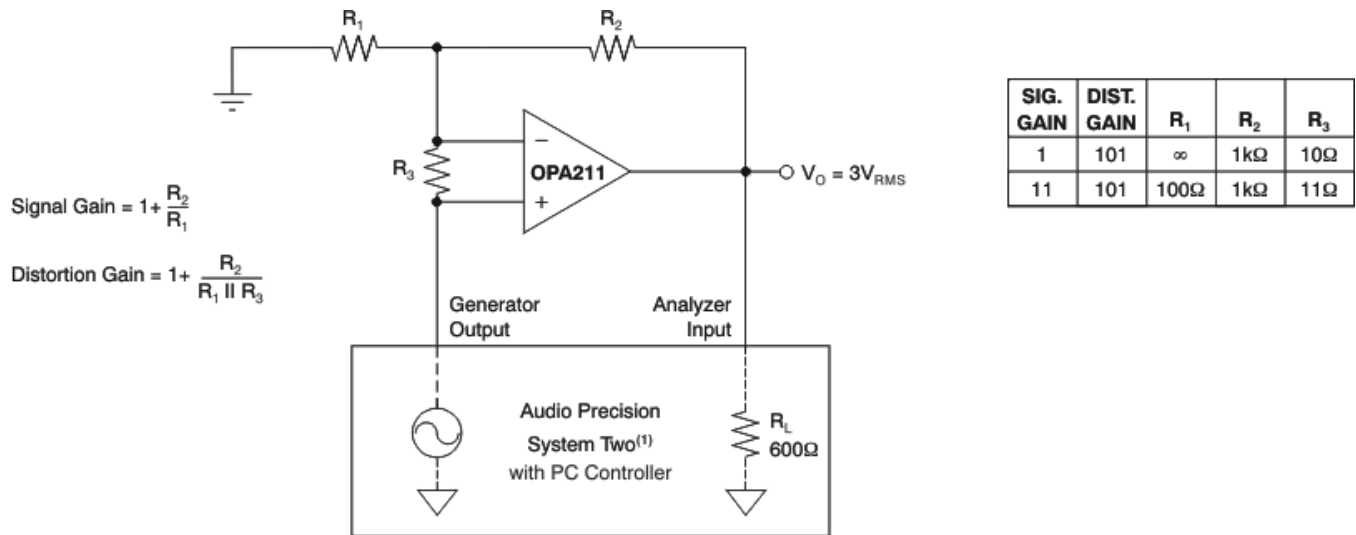 R1
R2
R3
−
+
OPA211
VO = 3VRMS
Signal Gain = 1+ R2
R1
Distortion Gain = 1+ R2
R1 II R3
Generator
Output
Analyzer
Input
Audio Precision
System Two(1)
with PC Controller
RL
600Ω
SIG.
GAIN
DIST.
GAIN
R1
R2
R3
1 101 ∞ 1kΩ 10Ω
11 101 100Ω 1kΩ 11Ω